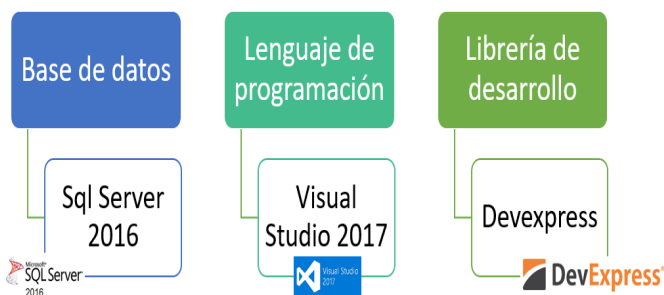 Base de datos
Lenguaje de
programación
Librería de
desarrollo
Sql Server
2016
Visual
Studio 2017
Devexpress
Microsoft
SQL Server
2016
Visual Studio
2017
DevExpress